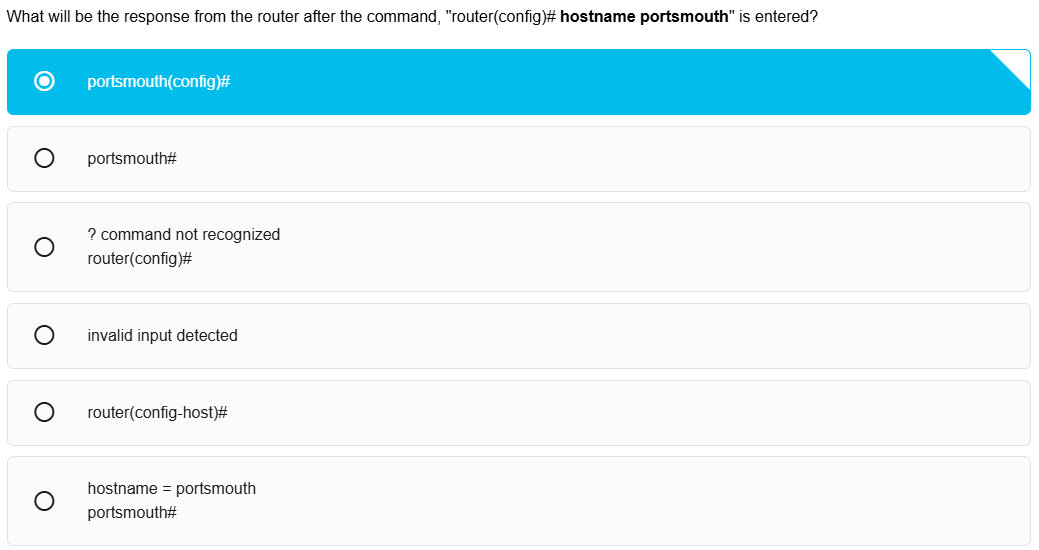 What will be the response from the router after the command, "router(config)# hostname portsmouth" is entered?
portsmouth(config)#
portsmouth#
? command not recognized
router(config)#
invalid input detected
router(config-host)#
hostname = portsmouth
portsmouth#